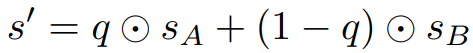 s′ = q ⊙ s_A + (1 − q) ⊙ s_B